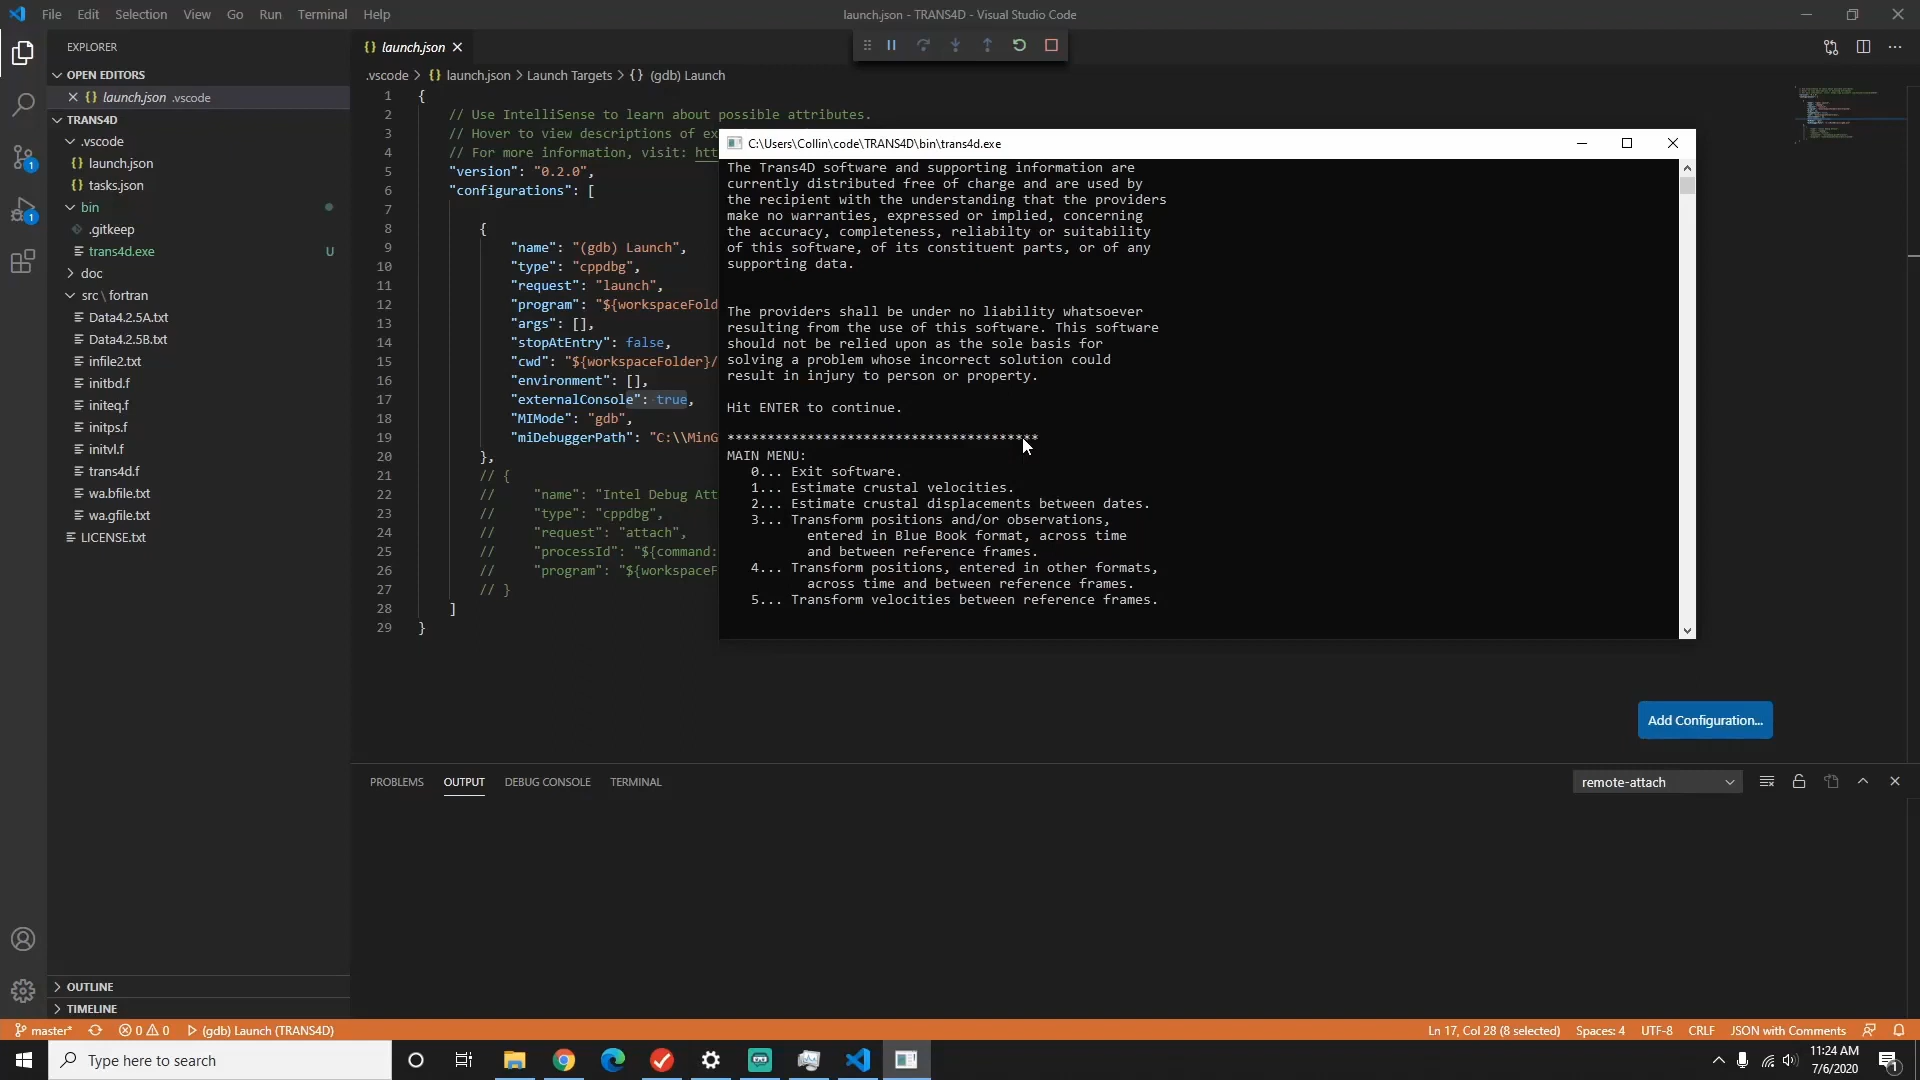 File Edit Selection View Go Run Terminal Help
launch.json - TRANS4D - Visual Studio Code
EXPLORER
OPEN EDITORS
launch.json .vscode
TRANS4D
.vscode
launch.json
tasks.json
bin
.gitkeep
trans4d.exe U
doc
src\fortran
Data4.2.5A.txt
Data4.2.5B.txt
infile2.txt
initbd.f
initeq.f
initps.f
initvl.f
trans4d.f
wa.bfile.txt
wa.gfile.txt
LICENSE.txt
OUTLINE
TIMELINE
1
1
{} launch.json
.vscode > {} launch.json > Launch Targets > {} (gdb) Launch
1 {
2 // Use IntelliSense to learn about possible attributes.
3 // Hover to view descriptions of ex
4 // For more information, visit: htt
5 "version": "0.2.0",
6 "configurations": [
7
8 {
9 "name": "(gdb) Launch",
10 "type": "cppdbg",
11 "request": "launch",
12 "program": "${workspaceFold
13 "args": [],
14 "stopAtEntry": false,
15 "cwd": "${workspaceFolder}/
16 "environment": [],
17 "externalConsole": true,
18 "MIMode": "gdb",
19 "miDebuggerPath": "C:\\MinG
20 },
21 // {
22 // "name": "Intel Debug Att
23 // "type": "cppdbg",
24 // "request": "attach",
25 // "processId": "${command:
26 // "program": "${workspaceF
27 // }
28 ]
29 }
C:\Users\Collin\code\TRANS4D\bin\trans4d.exe
The Trans4D software and supporting information are
currently distributed free of charge and are used by
the recipient with the understanding that the providers
make no warranties, expressed or implied, concerning
the accuracy, completeness, reliabilty or suitability
of this software, of its constituent parts, or of any
supporting data.
The providers shall be under no liability whatsoever
resulting from the use of this software. This software
should not be relied upon as the sole basis for
solving a problem whose incorrect solution could
result in injury to person or property.
Hit ENTER to continue.
***************************************
MAIN MENU:
0... Exit software.
1... Estimate crustal velocities.
2... Estimate crustal displacements between dates.
3... Transform positions and/or observations,
entered in Blue Book format, across time
and between reference frames.
4... Transform positions, entered in other formats,
across time and between reference frames.
5... Transform velocities between reference frames.
Add Configuration...
PROBLEMS OUTPUT DEBUG CONSOLE TERMINAL
remote-attach
master* 0 0 (gdb) Launch (TRANS4D)
Ln 17, Col 28 (8 selected) Spaces: 4 UTF-8 CRLF JSON with Comments
Type here to search
11:24 AM
7/6/2020
1